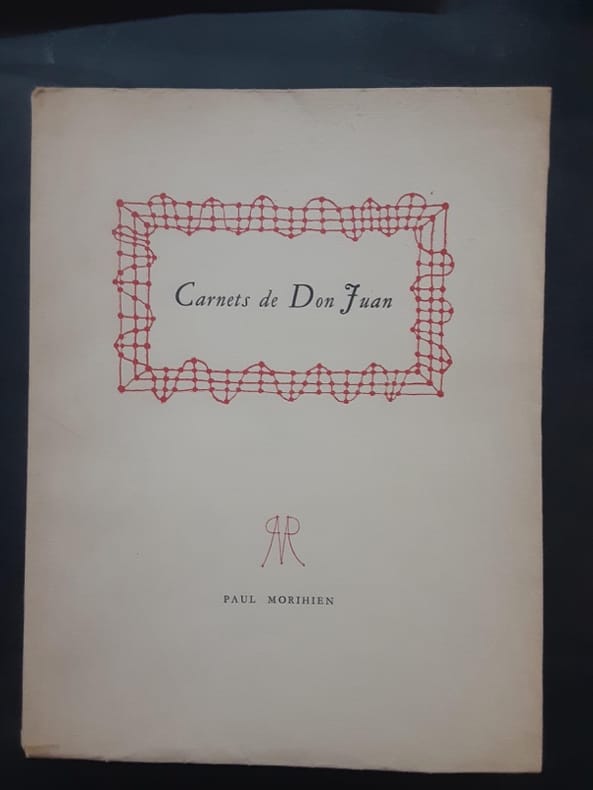 Carnets de Don Juan
PAUL MORIHIEN